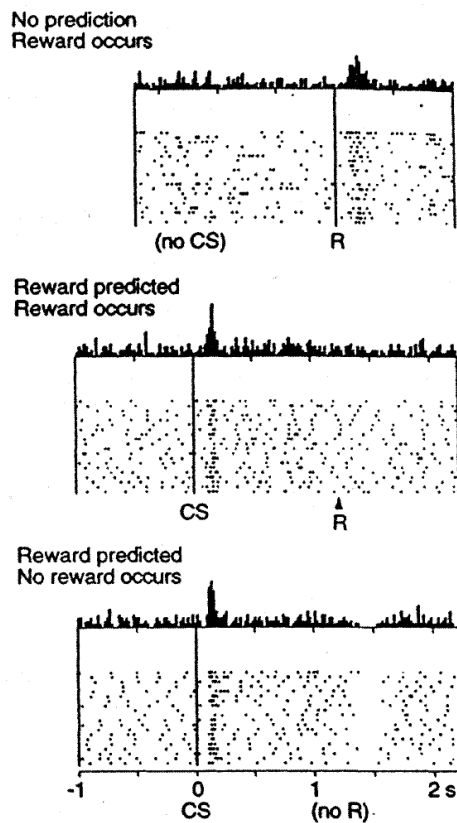 No prediction
Reward occurs
(no CS) R
Reward predicted
Reward occurs
CS
R
Reward predicted
No reward occurs
-1 0 1 2 s
CS (no R)